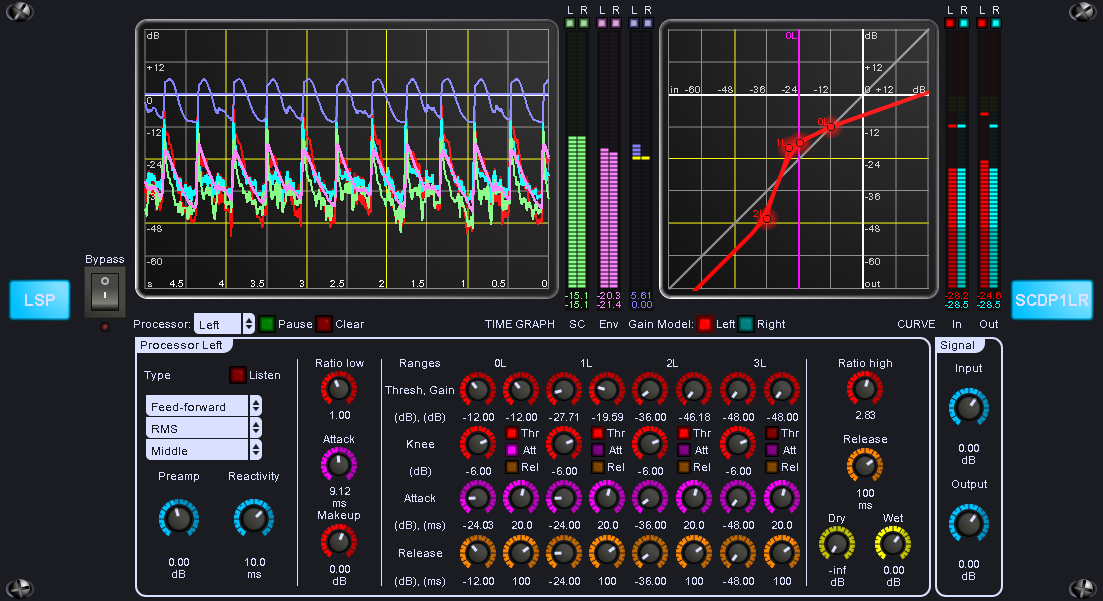 L R L R L R L R L R
dB
+12
0
-12
-24
-36
-48
-60
s 4.5 4 3.5 3 2.5 2 1.5 1 0.5 0
-15.1 -20.3 5.61
-15.1 -21.4 0.00
0L
dB
+12
in -60 -48 -36 -24 -12 0 +12 dB
0L
1L
2L
-12
-24
-36
-48
-60
out
-29.2 -24.6
-28.5 -28.5
Bypass
LSP
SCDP1LR
Processor: Left Pause Clear TIME GRAPH SC Env Gain Model: Left Right CURVE In Out
Processor Left
Type Listen
Feed-forward
RMS
Middle
Preamp Reactivity
0.00 10.0
dB ms
Ratio low
1.00
Attack
9.12
ms
Makeup
0.00
dB
Ranges 0L 1L 2L 3L
Thresh, Gain
(dB), (dB) -12.00 -12.00 -27.71 -19.59 -36.00 -46.18 -48.00 -48.00
Knee Thr Thr Thr Thr
Att Att Att Att
(dB) -6.00 Rel -6.00 Rel -6.00 Rel -6.00 Rel
Attack
(dB), (ms) -24.03 20.0 -24.00 20.0 -36.00 20.0 -48.00 20.0
Release
(dB), (ms) -12.00 100 -24.00 100 -36.00 100 -48.00 100
Ratio high
2.83
Release
100
ms
Dry Wet
-inf 0.00
dB dB
Signal
Input
0.00
dB
Output
0.00
dB